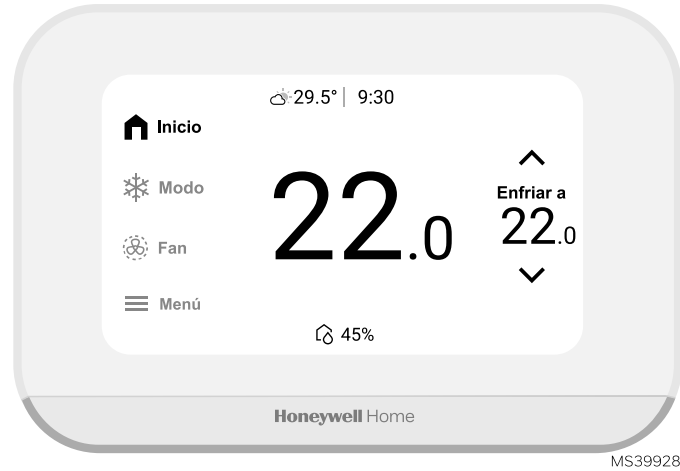 29.5° 9:30
Inicio
Modo
Fan
Menú
22.0
Enfriar a
22.0
45%
Honeywell Home
MS39928